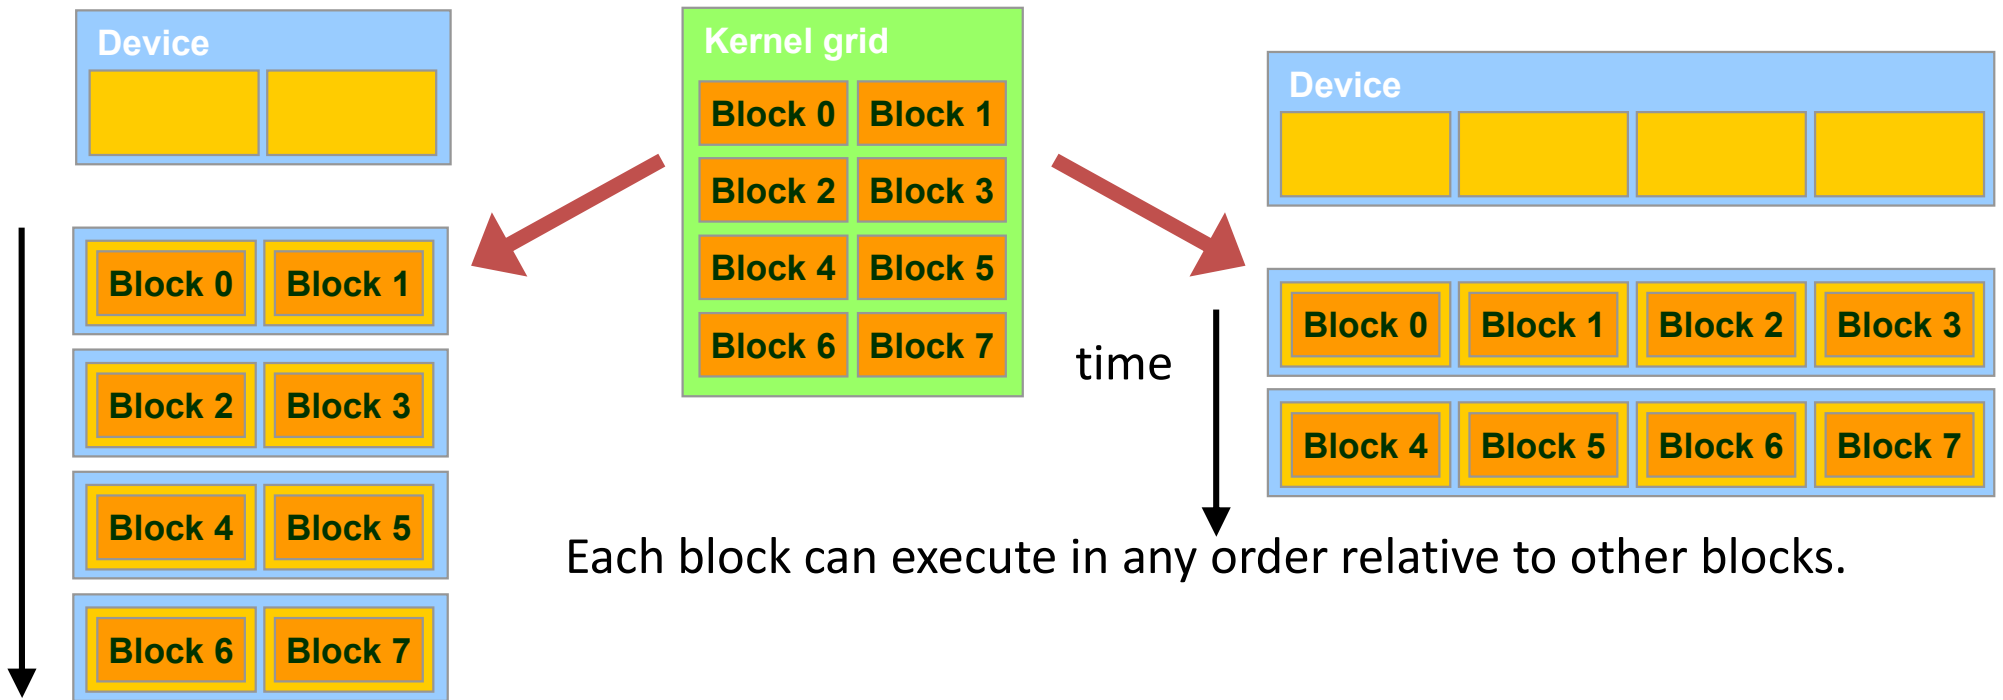 Device
Block 0 Block 1
Block 2 Block 3
Block 4 Block 5
Block 6 Block 7
Kernel grid
Block 0 Block 1
Block 2 Block 3
Block 4 Block 5
Block 6 Block 7
Device
time
Block 0 Block 1 Block 2 Block 3
Block 4 Block 5 Block 6 Block 7
Each block can execute in any order relative to other blocks.